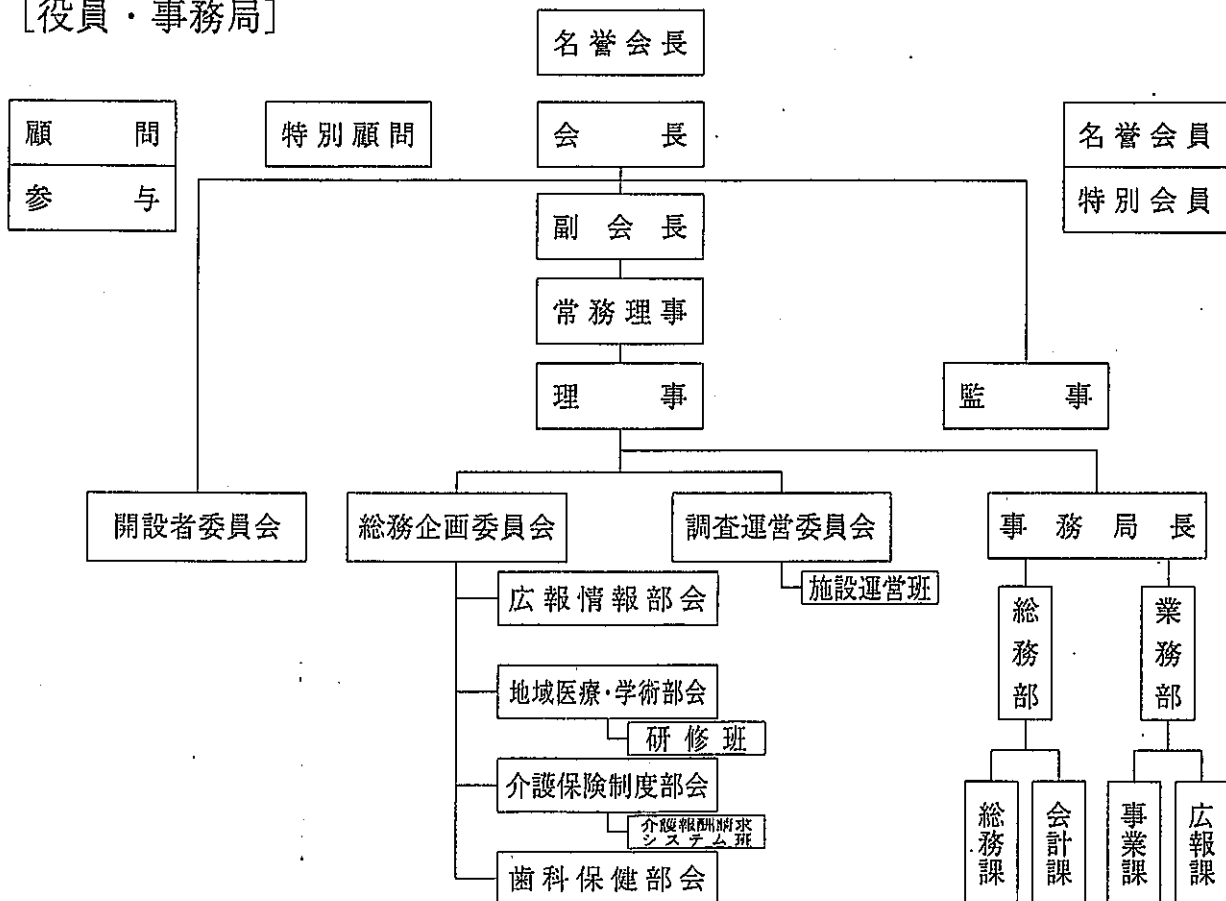 [役員・事務局]
名誉会長
顧問
参与
特別顧問
会長
名誉会員
特別会員
副会長
常務理事
理事
監事
開設者委員会
総務企画委員会
調査運営委員会
事務局長
広報情報部会
施設運営班
総務部
業務部
地域医療・学術部会
研修班
介護保険制度部会
介護報酬請求
システム班
歯科保健部会
総務課
会計課
事業課
広報課